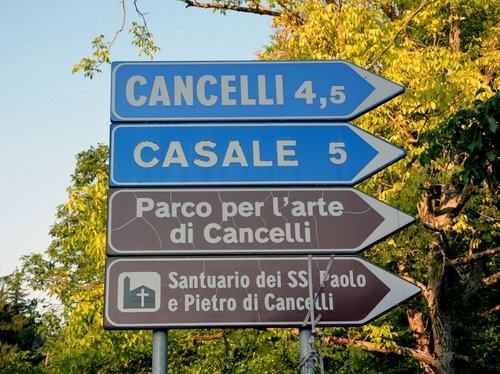 CANCELLI 4,5
CASALE 5
Parco per l'arte
di Cancelli
Santuario dei SS. Paolo
e Pietro di Cancelli